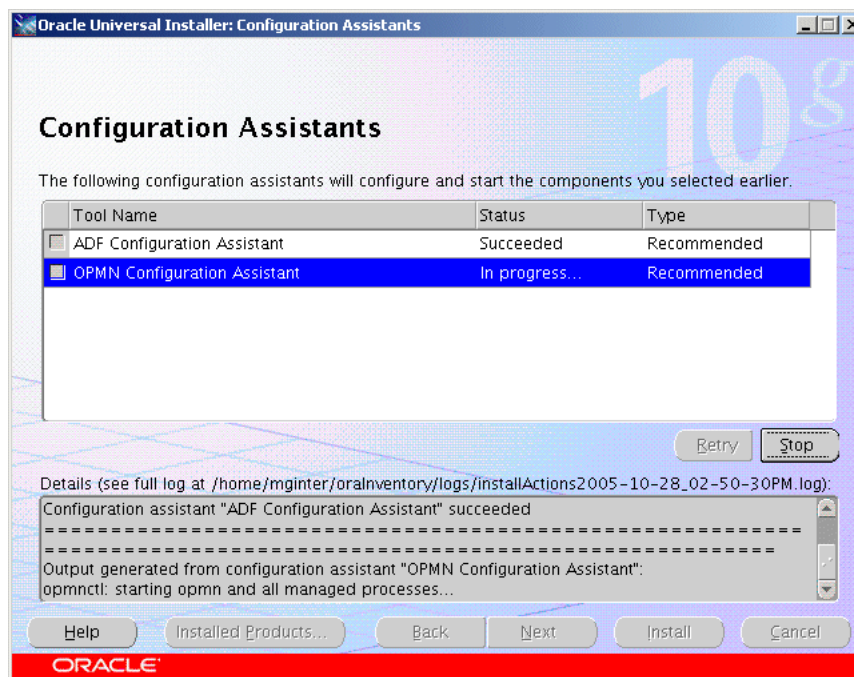 Oracle Universal Installer: Configuration Assistants
10g
Configuration Assistants
The following configuration assistants will configure and start the components you selected earlier.
Tool Name Status Type
ADF Configuration Assistant Succeeded Recommended
OPMN Configuration Assistant In progress... Recommended
Retry Stop
Details (see full log at /home/mginter/oraInventory/logs/installActions2005-10-28_02-50-30PM.log):
Configuration assistant "ADF Configuration Assistant" succeeded
==========================================================
========================================================
Output generated from configuration assistant "OPMN Configuration Assistant":
opmnctl: starting opmn and all managed processes...
Help Installed Products... Back Next Install Cancel
ORACLE